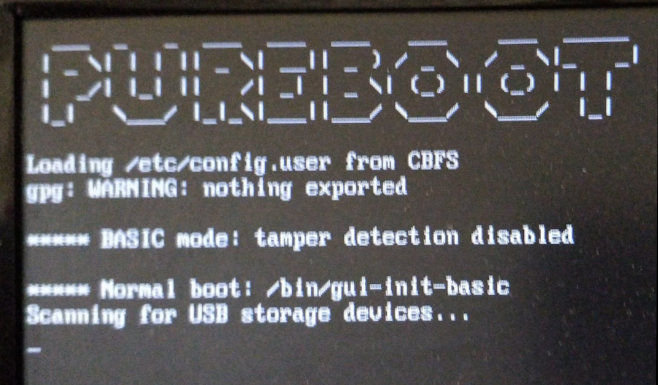 PUREBOOT
Loading /etc/config.user from CBFS
gpg: WARNING: nothing exported
***** BASIC mode: tamper detection disabled
***** Normal boot: /bin/gui-init-basic
Scanning for USB storage devices...
_